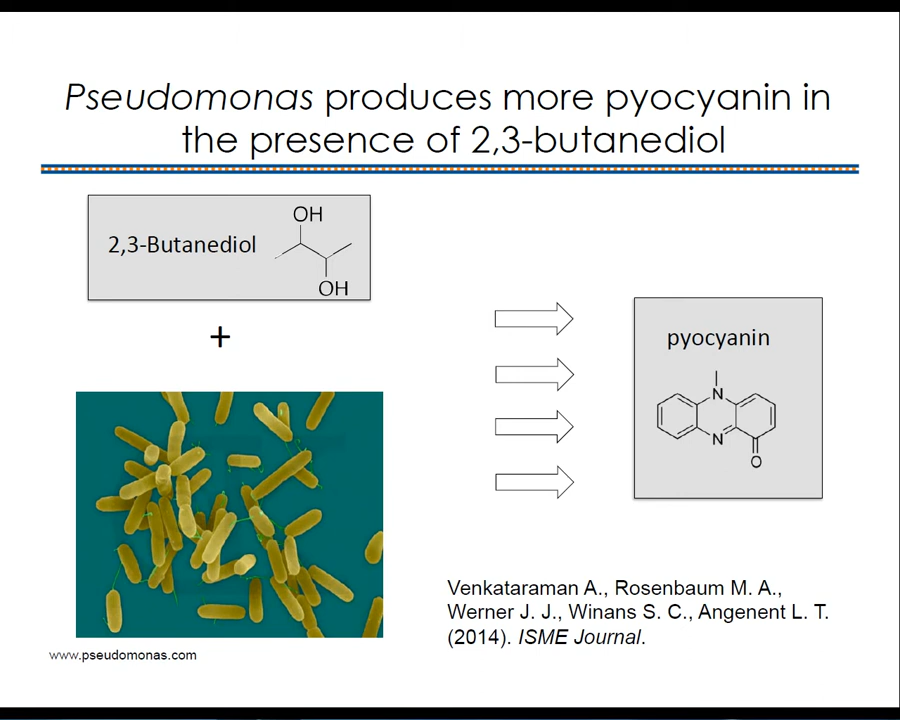 Pseudomonas produces more pyocyanin in
the presence of 2,3-butanediol
OH
2,3-Butanediol
OH
+
pyocyanin
N
N
O
Venkataraman A., Rosenbaum M. A.,
Werner J. J., Winans S. C., Angenent L. T.
(2014). ISME Journal.
www.pseudomonas.com